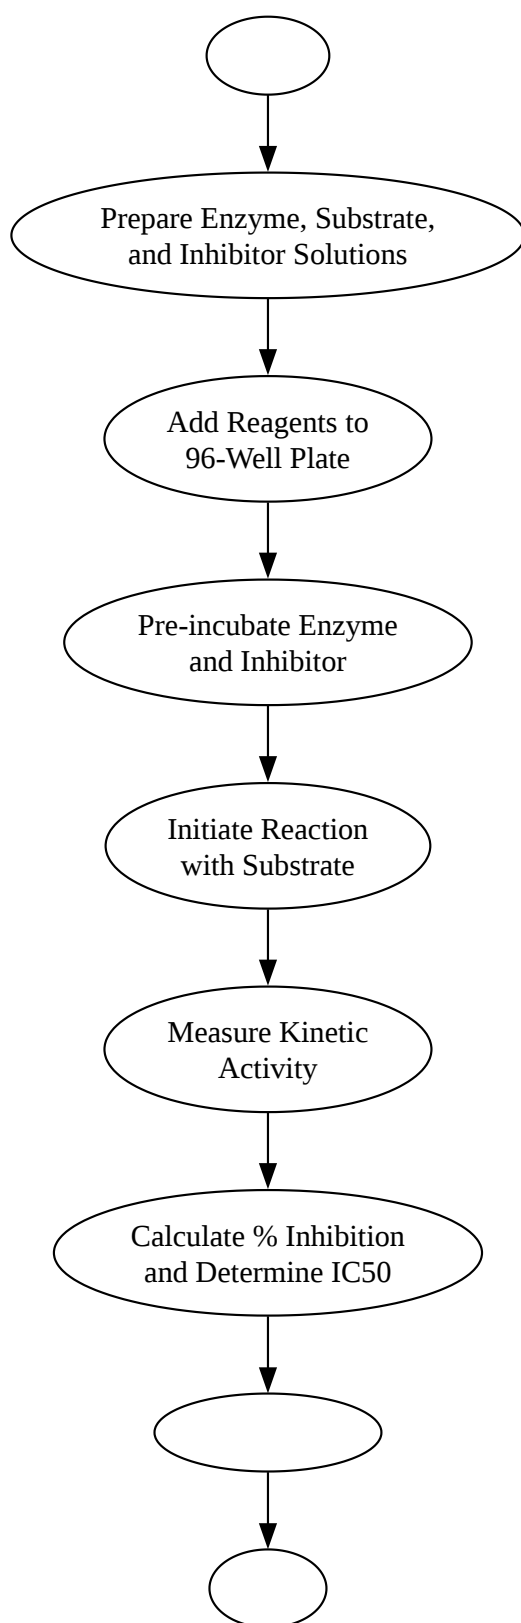 Prepare Enzyme, Substrate,
and Inhibitor Solutions
Add Reagents to
96-Well Plate
Pre-incubate Enzyme
and Inhibitor
Initiate Reaction
with Substrate
Measure Kinetic
Activity
Calculate % Inhibition
and Determine IC50